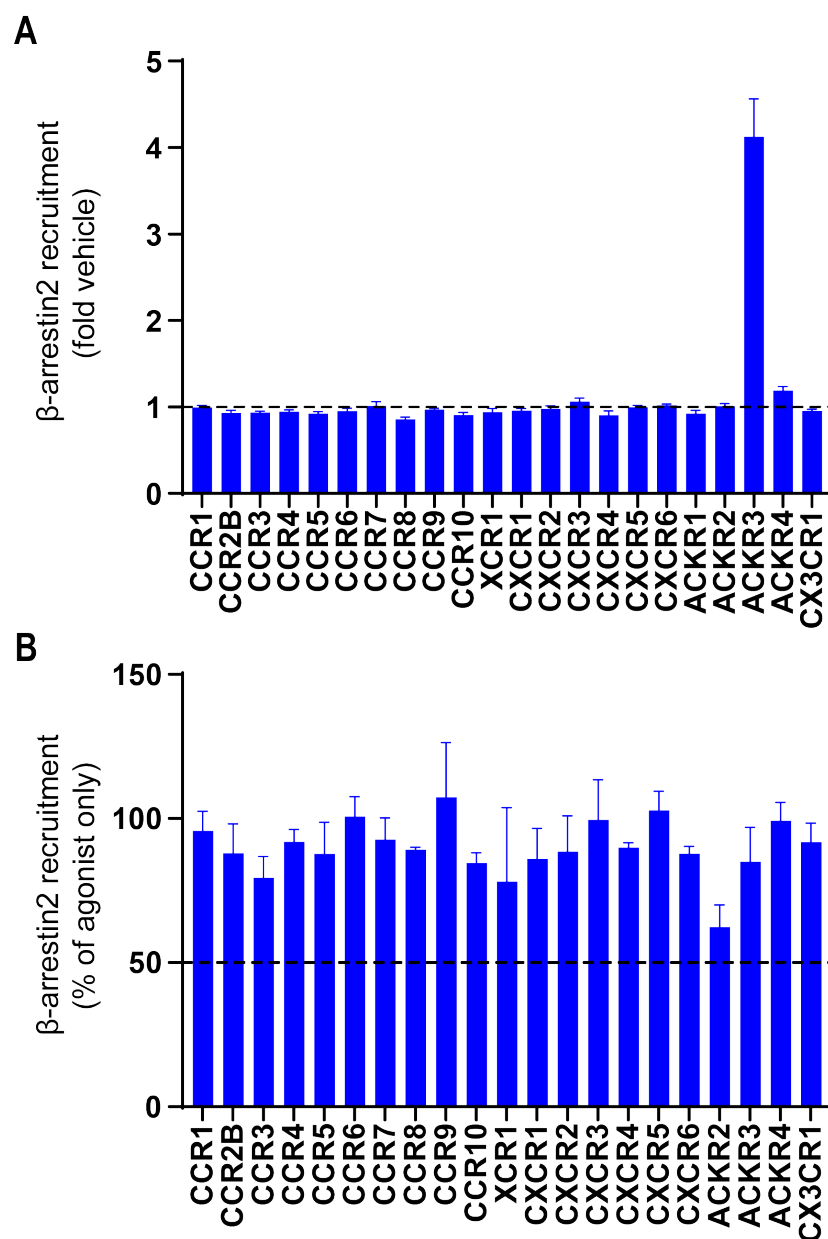 A
β-arrestin2 recruitment
(fold vehicle)
5
4
3
2
1
0
CCR1
CCR2B
CCR3
CCR4
CCR5
CCR6
CCR7
CCR8
CCR9
CCR10
XCR1
CXCR1
CXCR2
CXCR3
CXCR4
CXCR5
CXCR6
ACKR1
ACKR2
ACKR3
ACKR4
CX3CR1
B
β-arrestin2 recruitment
(% of agonist only)
150
100
50
0
CCR1
CCR2B
CCR3
CCR4
CCR5
CCR6
CCR7
CCR8
CCR9
CCR10
XCR1
CXCR1
CXCR2
CXCR3
CXCR4
CXCR5
CXCR6
ACKR2
ACKR3
ACKR4
CX3CR1